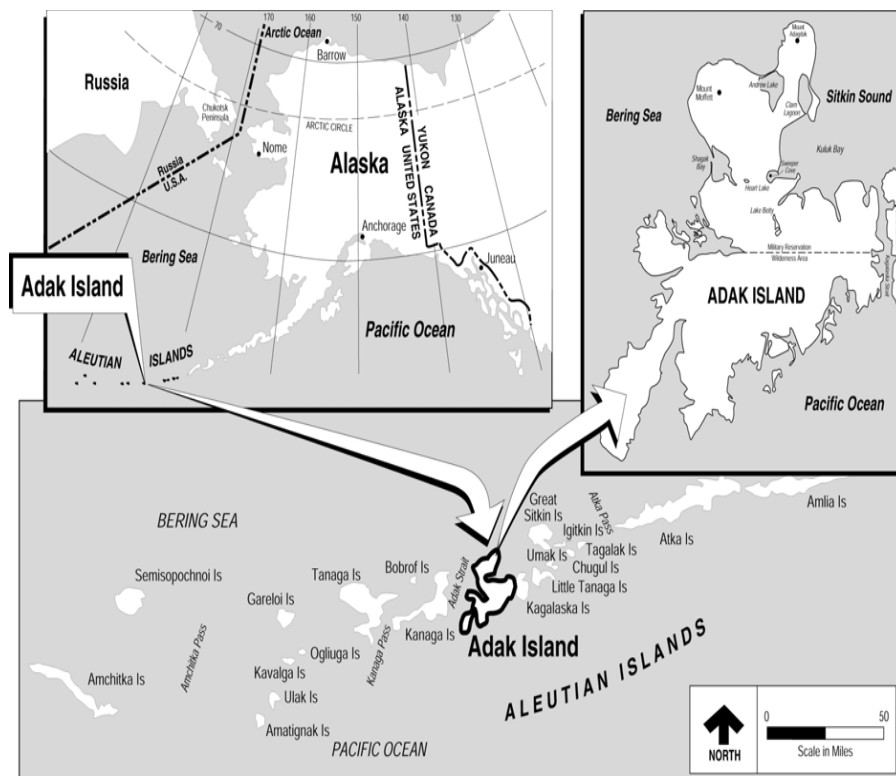 170
160
150
140
130
70
Arctic Ocean
Barrow
Russia
Chukotsk
Peninsula
ARCTIC CIRCLE
Nome
Russia
U.S.A.
Alaska
ALASKA UNITED STATES
YUKON CANADA
Anchorage
Juneau
Bering Sea
Pacific Ocean
Adak Island
ALEUTIAN ISLANDS
Mount
Adagdak
Mount
Moffett
Andrew Lake
Clam
Lagoon
Sitkin Sound
Bering Sea
Kuluk Bay
Shagak
Bay
Sweeper
Cove
Heart Lake
Lake Betty
Military Reservation
Wilderness Area
Kagalaska Strait
ADAK ISLAND
Pacific Ocean
BERING SEA
Semisopochnoi Is
Gareloi Is
Tanaga Is
Bobrof Is
Adak Strait
Great
Sitkin Is
Atka Pass
Igitkin Is
Amlia Is
Atka Is
Umak Is
Tagalak Is
Chugul Is
Little Tanaga Is
Kagalaska Is
Kanaga Is
Adak Island
Amchitka Pass
Kanaga Pass
Ogliuga Is
Amchitka Is
Kavalga Is
Ulak Is
Amatignak Is
PACIFIC OCEAN
ALEUTIAN ISLANDS
NORTH
0
50
Scale in Miles